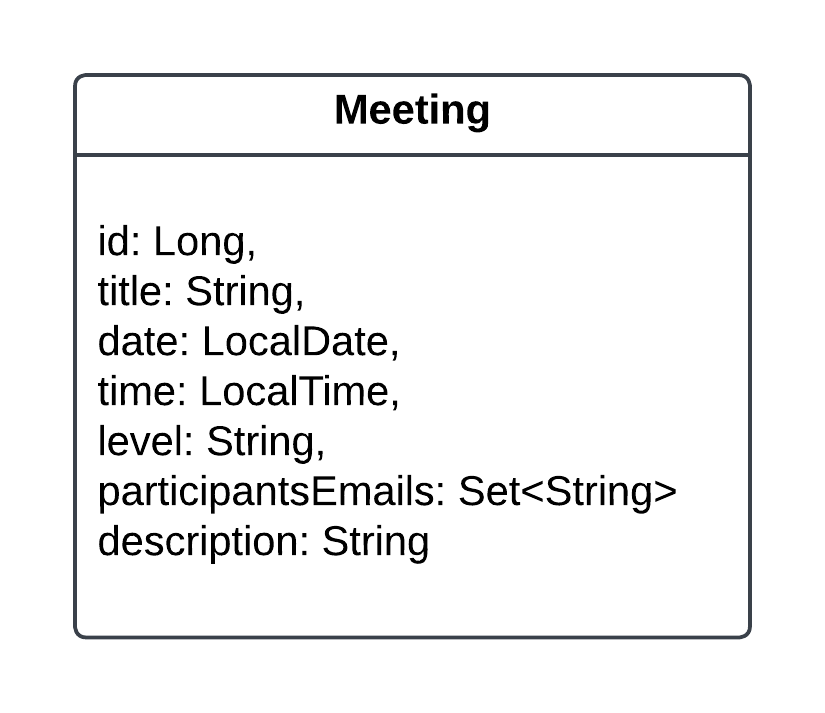 Meeting
id: Long,
title: String,
date: LocalDate,
time: LocalTime,
level: String,
participantsEmails: Set<String>
description: String